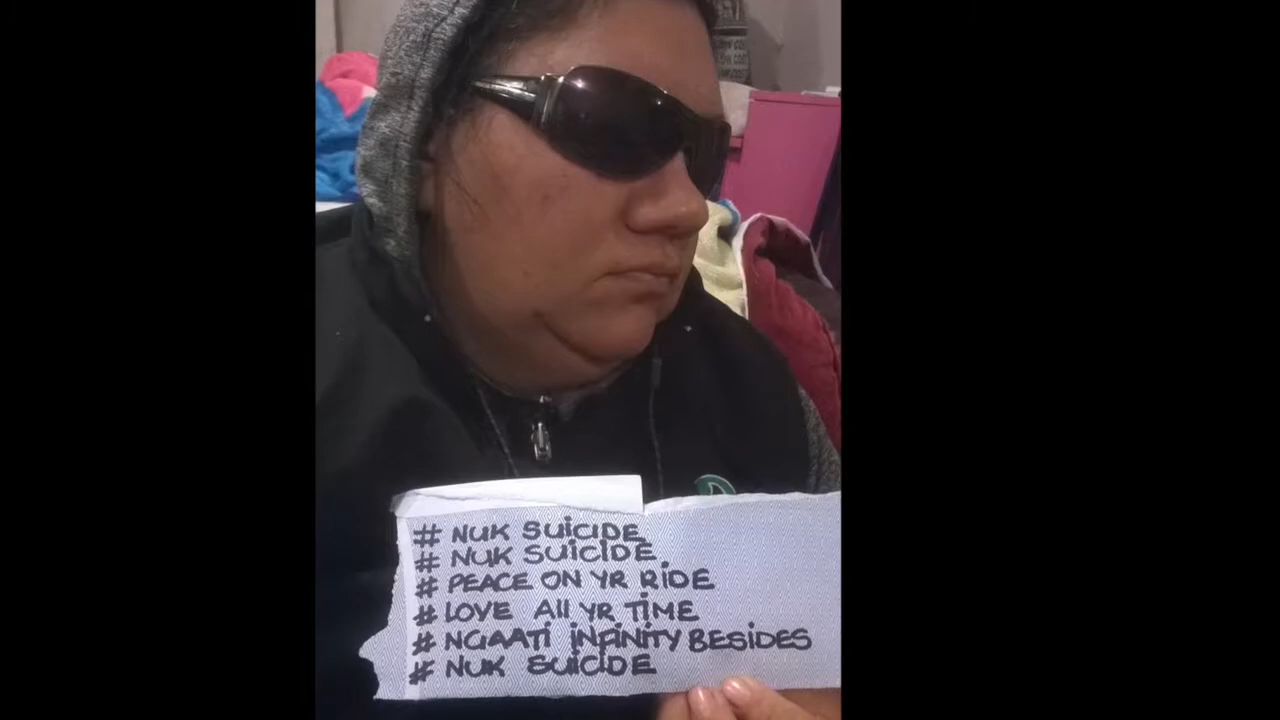 # NUK SUiCIDE
# NUK SUiCiDE
# PEACE ON YR RiDE
# LOVE All YR TiME
# NGAATi iNFiNiTY BESiDES
# NUK SUiCiDE